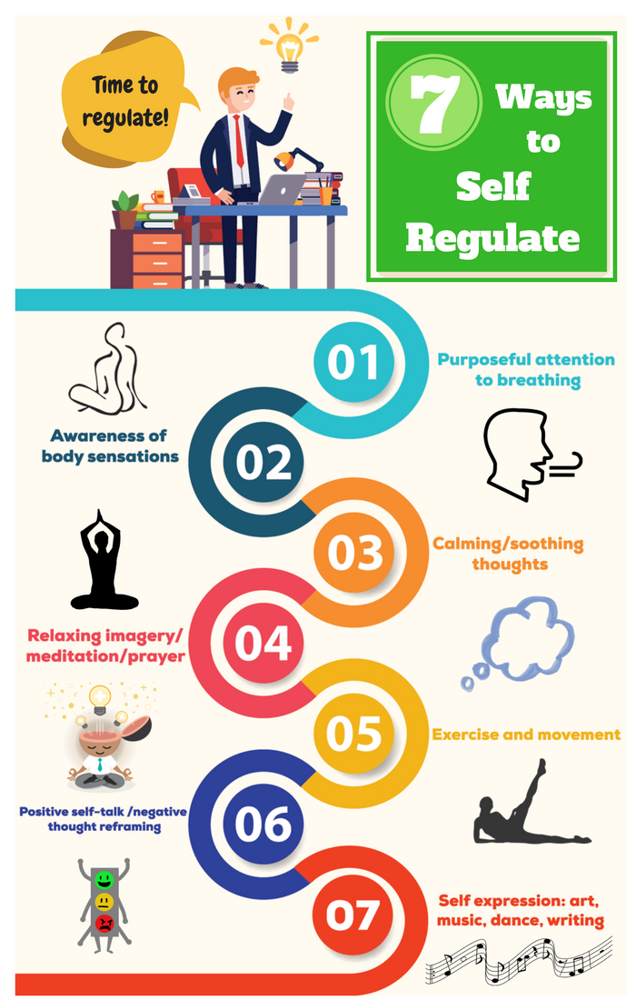 Time to
regulate!
7 Ways
to
Self
Regulate
01
Purposeful attention
to breathing
Awareness of
body sensations
02
03
Calming/soothing
thoughts
Relaxing imagery/
meditation/prayer
04
05
Exercise and movement
Positive self-talk /negative
thought reframing
06
07
Self expression: art,
music, dance, writing